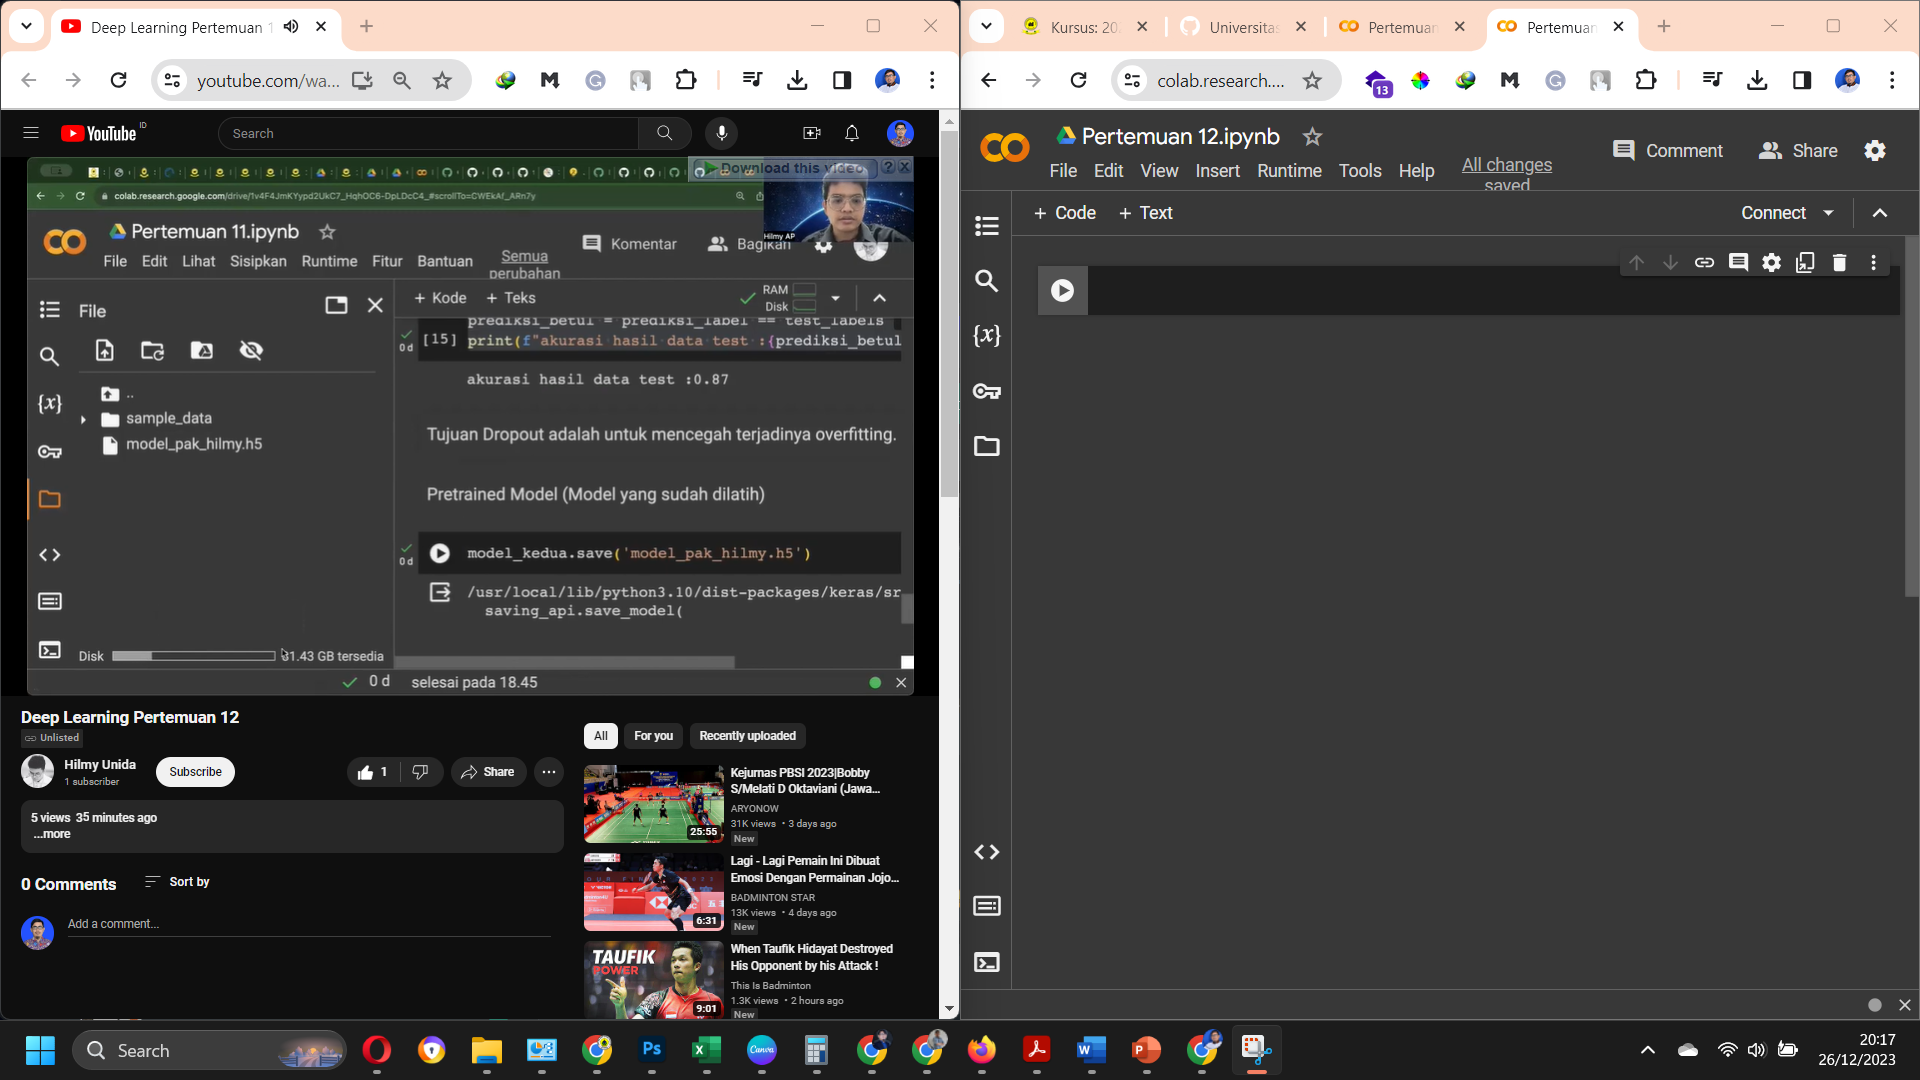 Deep Learning Pertemuan 1
youtube.com/wa...
YouTube ID
Search
Download this video
colab.research.google.com/drive/1v4F4JmKYypd2UkC7_HqhOC6-DpLDcC4_#scrollTo=CWEkAf_ARn7y
Hilmy AP
Pertemuan 11.ipynb
Komentar
Bagikan
File Edit Lihat Sisipkan Runtime Fitur Bantuan
Semua
perubahan
File
+ Kode + Teks
RAM
Disk
..
sample_data
model_pak_hilmy.h5
prediksi_betul = prediksi_label == test_labels
0 d
[15] print(f"akurasi hasil data test :{prediksi_betul
akurasi hasil data test :0.87
Tujuan Dropout adalah untuk mencegah terjadinya overfitting.
Pretrained Model (Model yang sudah dilatih)
0 d
model_kedua.save('model_pak_hilmy.h5')
/usr/local/lib/python3.10/dist-packages/keras/sr
saving_api.save_model(
Disk
81.43 GB tersedia
0 d selesai pada 18.45
Deep Learning Pertemuan 12
Unlisted
Hilmy Unida
1 subscriber
Subscribe
1
Share
5 views 35 minutes ago
...more
0 Comments
Sort by
Add a comment...
All
For you
Recently uploaded
Kejurnas PBSI 2023|Bobby
S/Melati D Oktaviani (Jawa...
ARYONOW
31K views • 3 days ago
New
25:55
Lagi - Lagi Pemain Ini Dibuat
Emosi Dengan Permainan Jojo...
BADMINTON STAR
13K views • 4 days ago
New
6:31
When Taufik Hidayat Destroyed
His Opponent by his Attack !
This Is Badminton
1.3K views • 2 hours ago
New
TAUFIK
POWER
9:01
Kursus: 20
Universitas
Pertemuan
Pertemuan
colab.research....
13
Pertemuan 12.ipynb
File Edit View Insert Runtime Tools Help
All changes
saved
Comment
Share
+ Code + Text
Connect
{x}
Search
20:17
26/12/2023